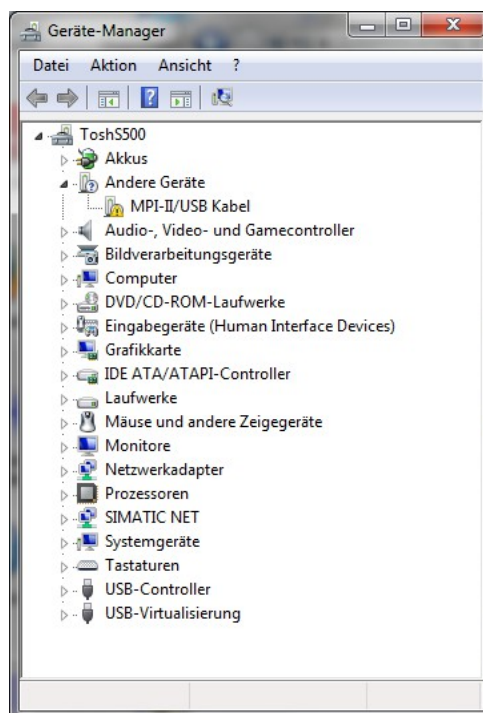 Geräte-Manager
Datei Aktion Ansicht ?
ToshS500
Akkus
Andere Geräte
MPI-II/USB Kabel
Audio-, Video- und Gamecontroller
Bildverarbeitungsgeräte
Computer
DVD/CD-ROM-Laufwerke
Eingabegeräte (Human Interface Devices)
Grafikkarte
IDE ATA/ATAPI-Controller
Laufwerke
Mäuse und andere Zeigegeräte
Monitore
Netzwerkadapter
Prozessoren
SIMATIC NET
Systemgeräte
Tastaturen
USB-Controller
USB-Virtualisierung